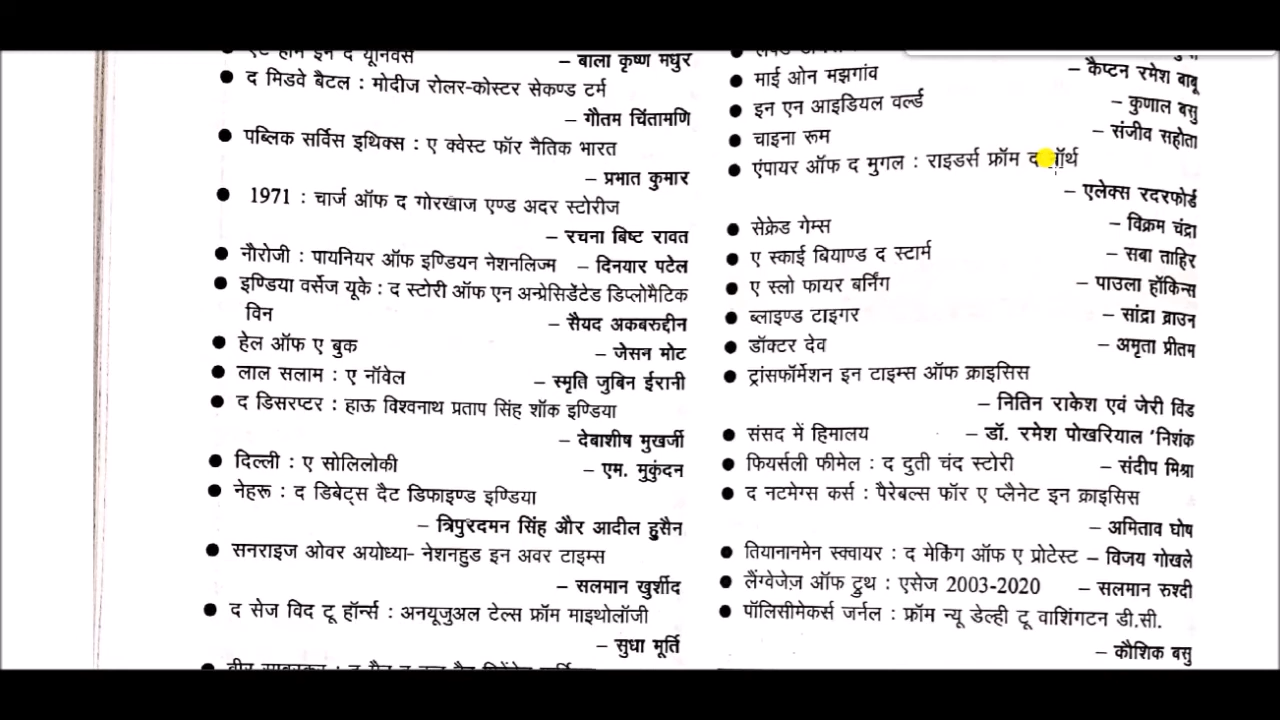 एट होम इन द यूनिवर्स
– बाला कृष्ण मधुर
● द मिडवे बैटल : मोदीज रोलर-कोस्टर सेकण्ड टर्म
– गौतम चिंतामणि
● पब्लिक सर्विस इथिक्स : ए क्वेस्ट फॉर नैतिक भारत
– प्रभात कुमार
● 1971 : चार्ज ऑफ द गोरखाज एण्ड अदर स्टोरीज
– रचना बिष्ट रावत
● नौरोजी : पायनियर ऑफ इण्डियन नेशनलिज्म – दिनयार पटेल
● इण्डिया वर्सेज यूके : द स्टोरी ऑफ एन अन्प्रेसिडेंटेड डिप्लोमैटिक
विन – सैयद अकबरुद्दीन
● हेल ऑफ ए बुक – जेसन मोट
● लाल सलाम : ए नॉवेल – स्मृति जुबिन ईरानी
● द डिसरप्टर : हाऊ विश्वनाथ प्रताप सिंह शॉक इण्डिया
– देबाशीष मुखर्जी
● दिल्ली : ए सोलिलोकी – एम. मुकुंदन
● नेहरू : द डिबेट्स दैट डिफाइण्ड इण्डिया
– त्रिपुरदमन सिंह और आदील हुसैन
● सनराइज ओवर अयोध्या- नेशनहुड इन अवर टाइम्स
– सलमान खुर्शीद
● द सेज विद टू हॉर्न्स : अनयूजुअल टेल्स फ्रॉम माइथोलॉजी
– सुधा मूर्ति
● माई ओन मझगांव – कैप्टन रमेश बाबू
● इन एन आइडियल वर्ल्ड – कुणाल बसु
● चाइना रूम – संजीव सहोता
● एंपायर ऑफ द मुगल : राइडर्स फ्रॉम द नॉर्थ
– एलेक्स रदरफोर्ड
● सेक्रेड गेम्स – विक्रम चंद्रा
● ए स्काई बियाण्ड द स्टार्म – सबा ताहिर
● ए स्लो फायर बर्निंग – पाउला हॉकिन्स
● ब्लाइण्ड टाइगर – सांद्रा ब्राउन
● डॉक्टर देव – अमृता प्रीतम
● ट्रांसफॉर्मेशन इन टाइम्स ऑफ क्राइसिस
– नितिन राकेश एवं जेरी विंड
● संसद में हिमालय – डॉ. रमेश पोखरियाल 'निशंक
● फियर्सली फीमेल : द दुती चंद स्टोरी – संदीप मिश्रा
● द नटमेग्स कर्स : पैरेबल्स फॉर ए प्लैनेट इन क्राइसिस
– अमिताव घोष
● तियानानमेन स्क्वायर : द मेकिंग ऑफ ए प्रोटेस्ट – विजय गोखले
● लैंग्वेजेज़ ऑफ ट्रुथ : एसेज 2003-2020 – सलमान रुश्दी
● पॉलिसीमेकर्स जर्नल : फ्रॉम न्यू डेल्ही टू वाशिंगटन डी.सी.
– कौशिक बसु